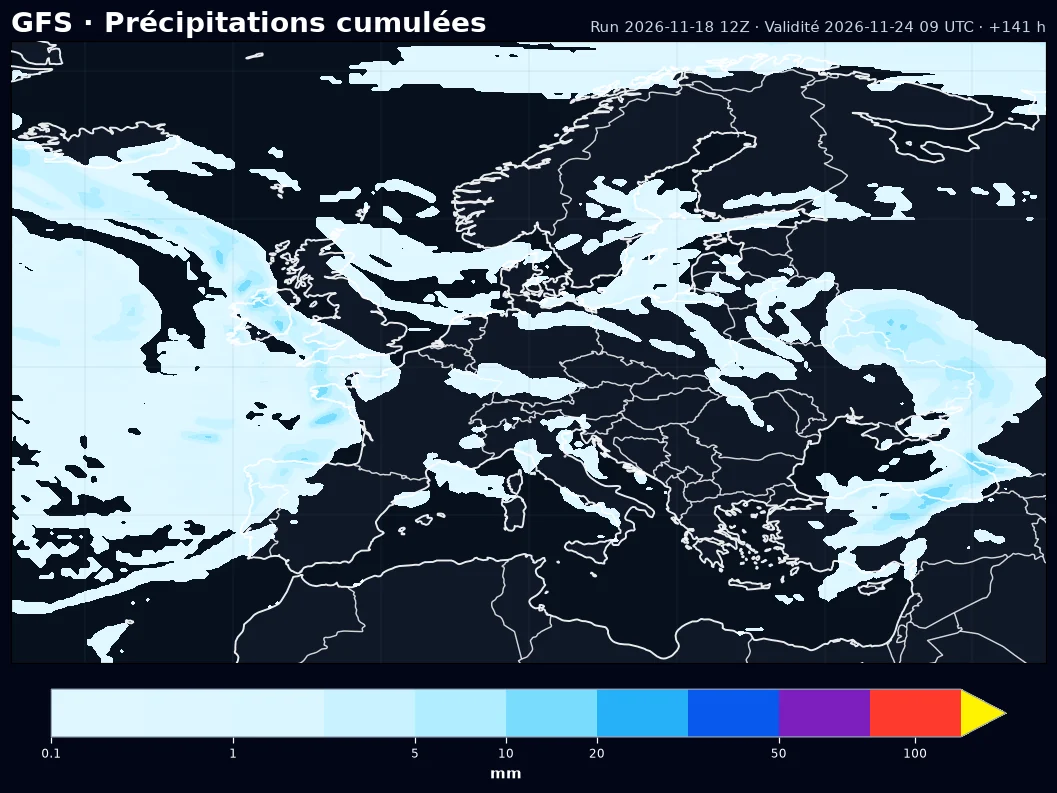 GFS · Précipitations cumulées
Run 2026-11-18 12Z · Validité 2026-11-24 09 UTC · +141 h
0.1 1 5 10 20 50 100
mm